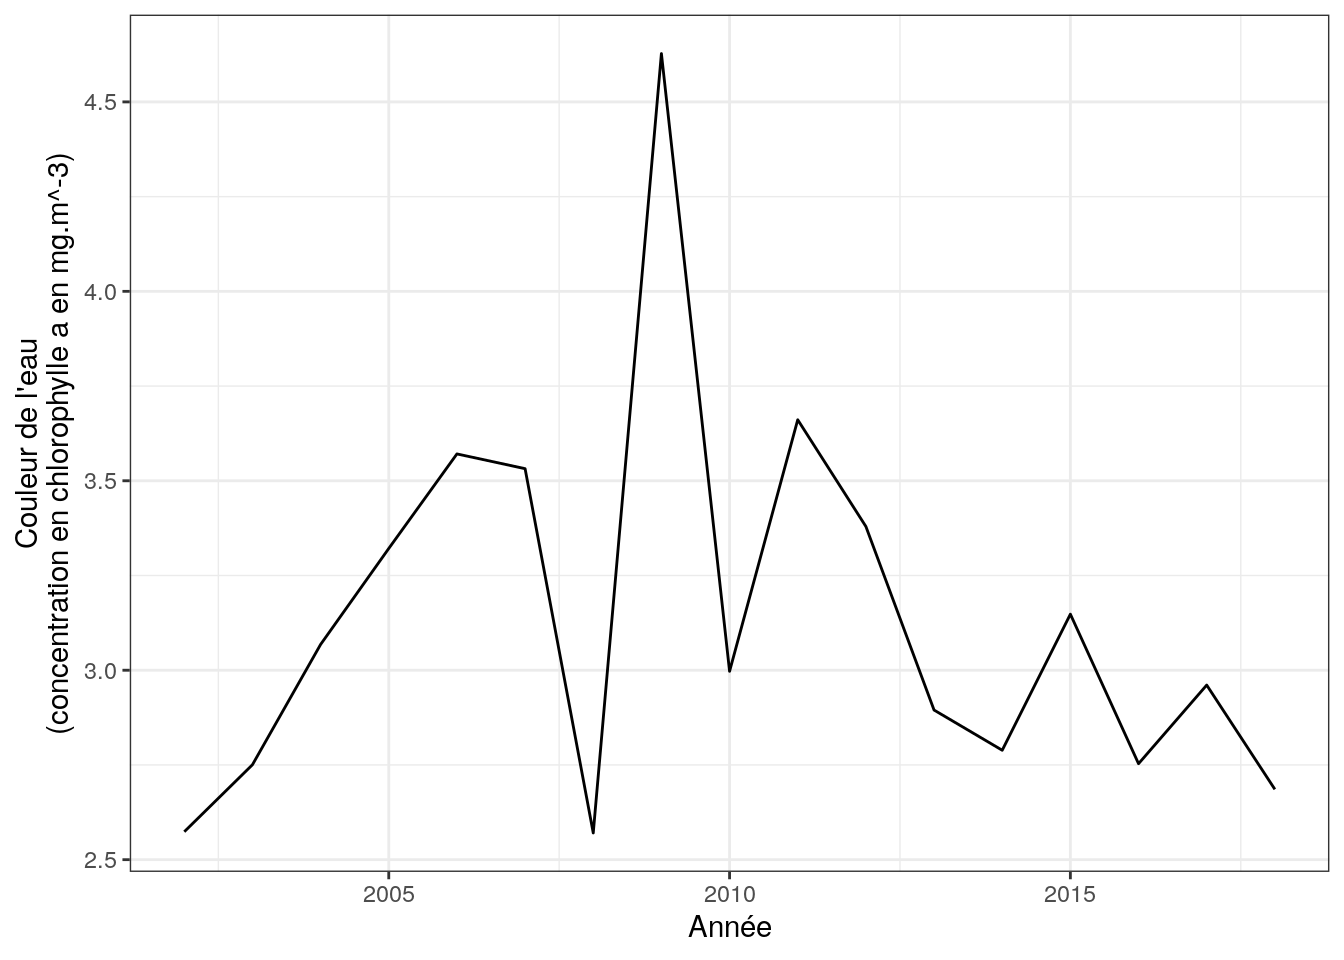 Couleur de l'eau
(concentration en chlorophylle a en mg.m^-3)
4.5
4.0
3.5
3.0
2.5
2005
2010
2015
Année